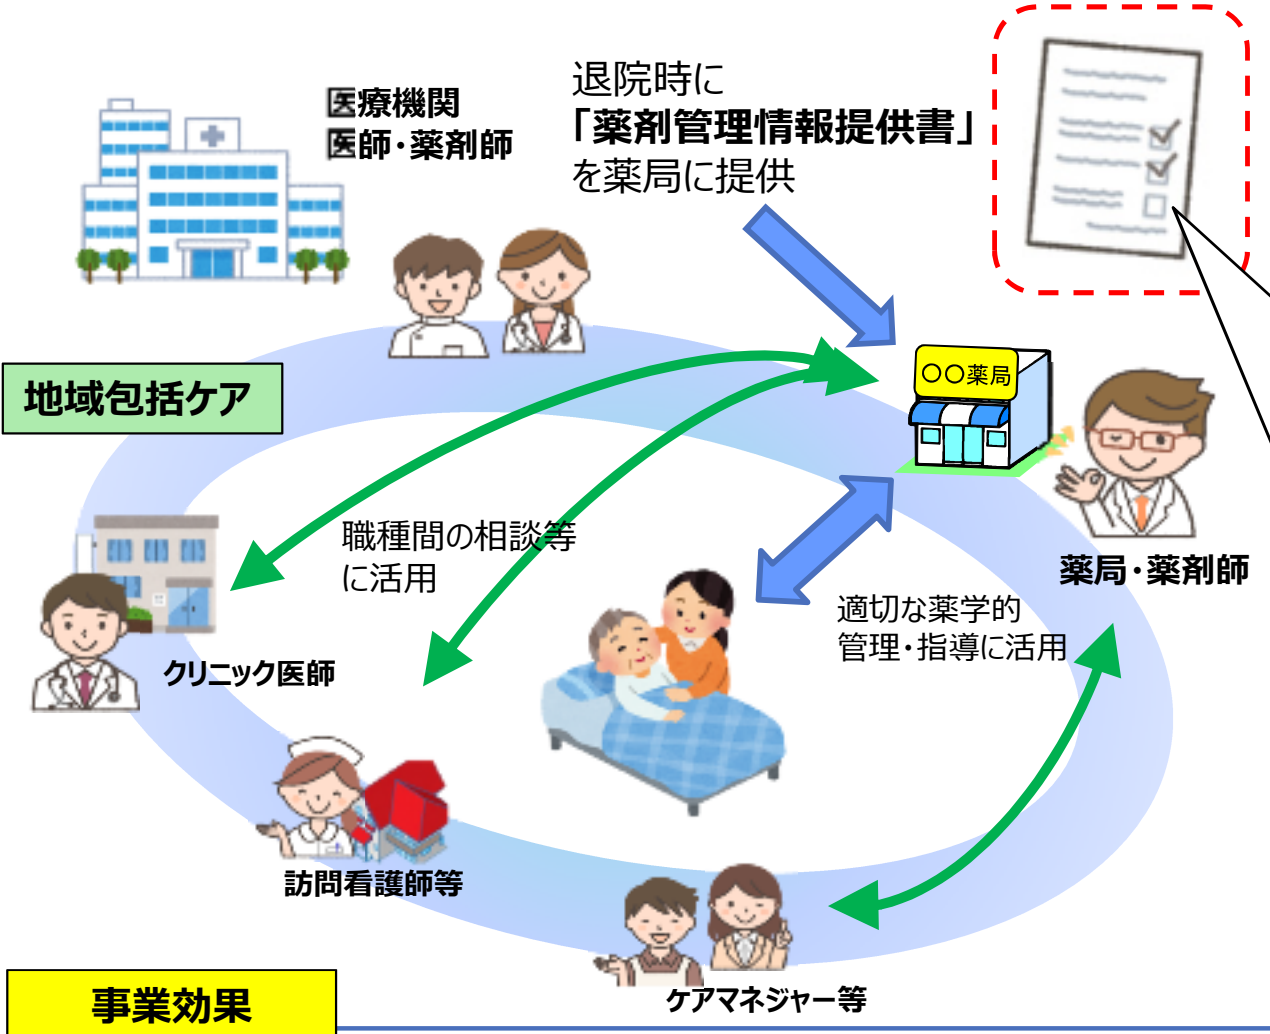 医療機関
医師・薬剤師
退院時に
「薬剤管理情報提供書」
を薬局に提供
地域包括ケア
〇〇薬局
薬局・薬剤師
職種間の相談等
に活用
適切な薬学的
管理・指導に活用
クリニック医師
訪問看護師等
ケアマネジャー等
事業効果